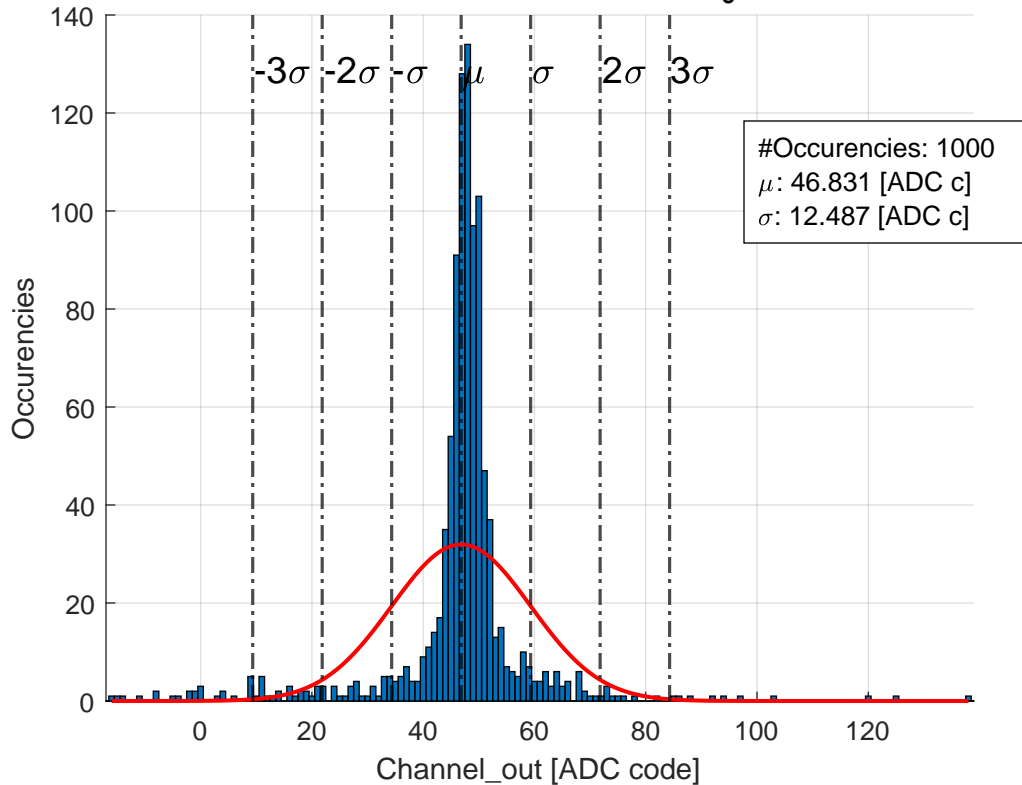 140
120
100
80
60
40
20
0
-3σ -2σ -σ μ σ 2σ 3σ
#Occurencies: 1000
μ: 46.831 [ADC c]
σ: 12.487 [ADC c]
Occurencies
0 20 40 60 80 100 120
Channel_out [ADC code]